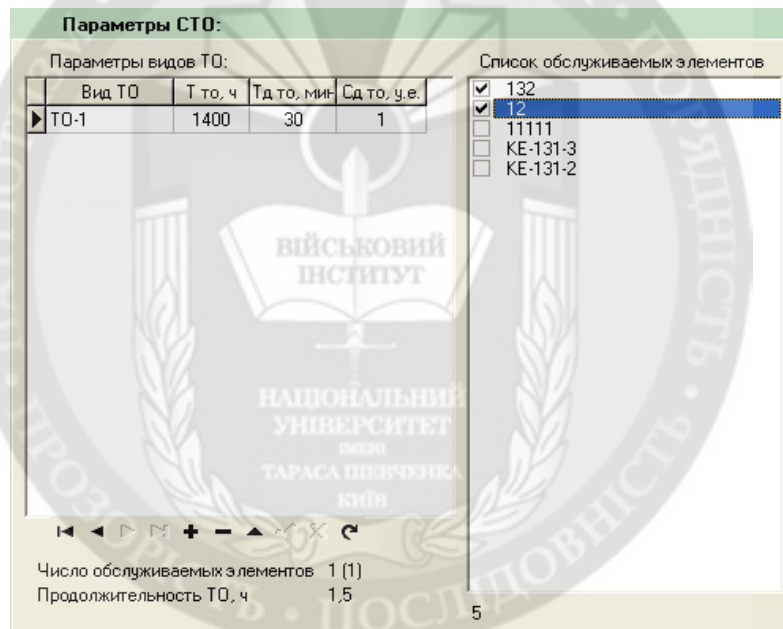 Параметры СТО:
Параметры видов ТО:
Вид ТО Т то, ч Тд то, мин Сд то, у.е.
ТО-1 1400 30 1
Число обслуживаемых элементов 1 (1)
Продолжительность ТО, ч 1,5
Список обслуживаемых элементов
132
12
11111
КЕ-131-3
КЕ-131-2
5
ВІЙСЬКОВИЙ
ІНСТИТУТ
НАЦІОНАЛЬНИЙ
УНІВЕРСИТЕТ
ІМЕНІ
ТАРАСА ШЕВЧЕНКА
КИЇВ
ПРОЗОРІСТЬ • ПОСЛІДОВНІСТЬ •